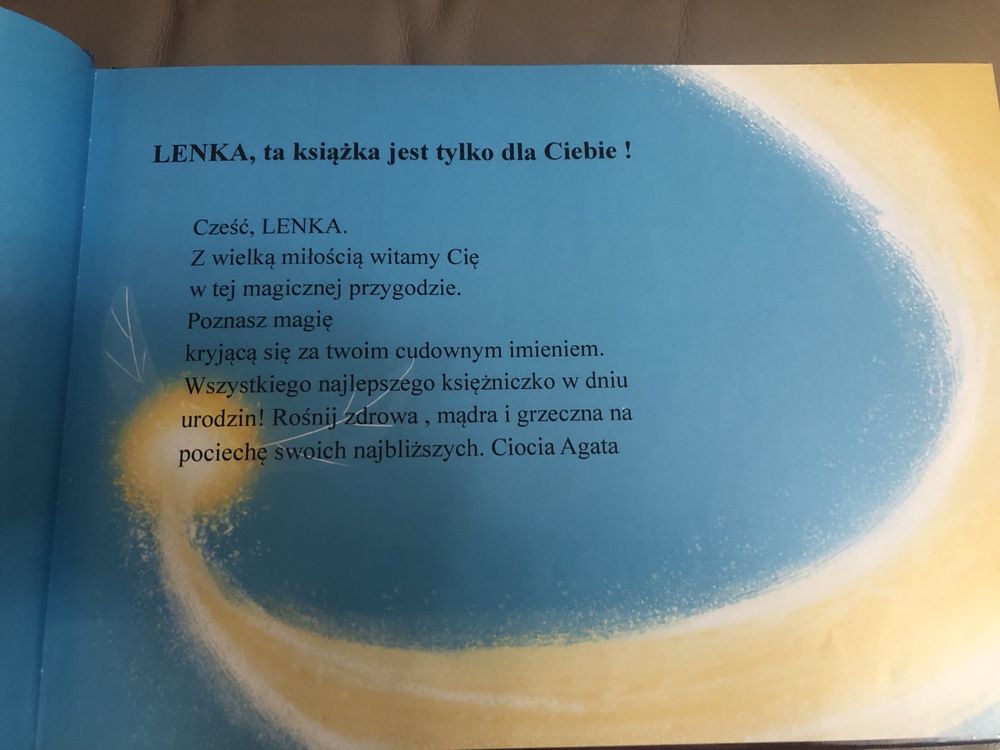 LENKA, ta książka jest tylko dla Ciebie !
Cześć, LENKA.
Z wielką miłością witamy Cię
w tej magicznej przygodzie.
Poznasz magię
kryjącą się za twoim cudownym imieniem.
Wszystkiego najlepszego księżniczko w dniu
urodzin! Rośnij zdrowa , mądra i grzeczna na
pociechę swoich najbliższych. Ciocia Agata